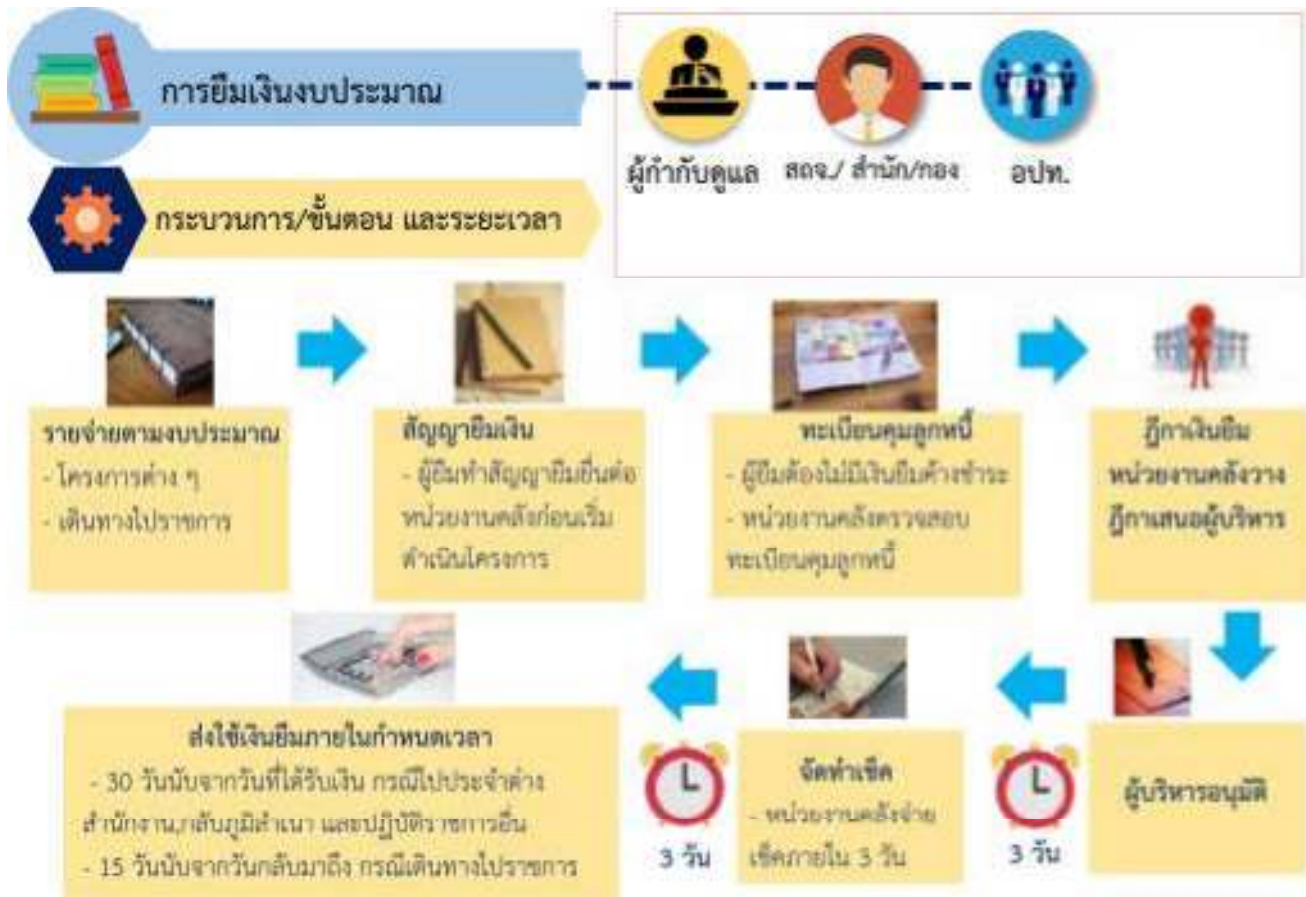 การยืมเงินงบประมาณ
ผู้กำกับดูแล
สถจ./ สำนัก/กอง
อปท.
กระบวนการ/ขั้นตอน และระยะเวลา
รายจ่ายตามงบประมาณ
- โครงการต่าง ๆ
- เดินทางไปราชการ
สัญญายืมเงิน
- ผู้ยืมทำสัญญายืมยื่นต่อ
หน่วยงานคลังก่อนเริ่ม
ดำเนินโครงการ
ทะเบียนคุมลูกหนี้
- ผู้ยืมต้องไม่มีเงินยืมค้างชำระ
- หน่วยงานคลังตรวจสอบ
ทะเบียนคุมลูกหนี้
ฎีกาเงินยืม
หน่วยงานคลังวาง
ฎีกาเสนอผู้บริหาร
ผู้บริหารอนุมัติ
3 วัน
จัดทำเช็ค
- หน่วยงานคลังจ่าย
เช็คภายใน 3 วัน
3 วัน
ส่งใช้เงินยืมภายในกำหนดเวลา
- 30 วันนับจากวันที่ได้รับเงิน กรณีไปประจำต่าง
สำนักงาน,กลับภูมิลำเนา และปฏิบัติราชการอื่น
- 15 วันนับจากวันกลับมาถึง กรณีเดินทางไปราชการ